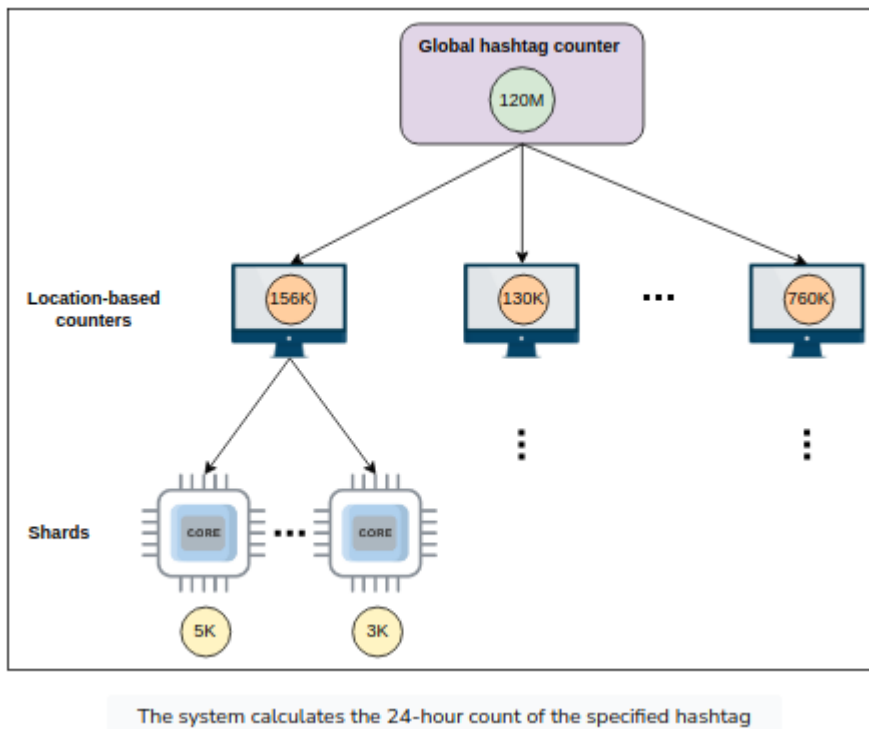 Global hashtag counter
120M
Location-based
counters
156K
130K
760K
Shards
CORE
CORE
5K
3K
The system calculates the 24-hour count of the specified hashtag